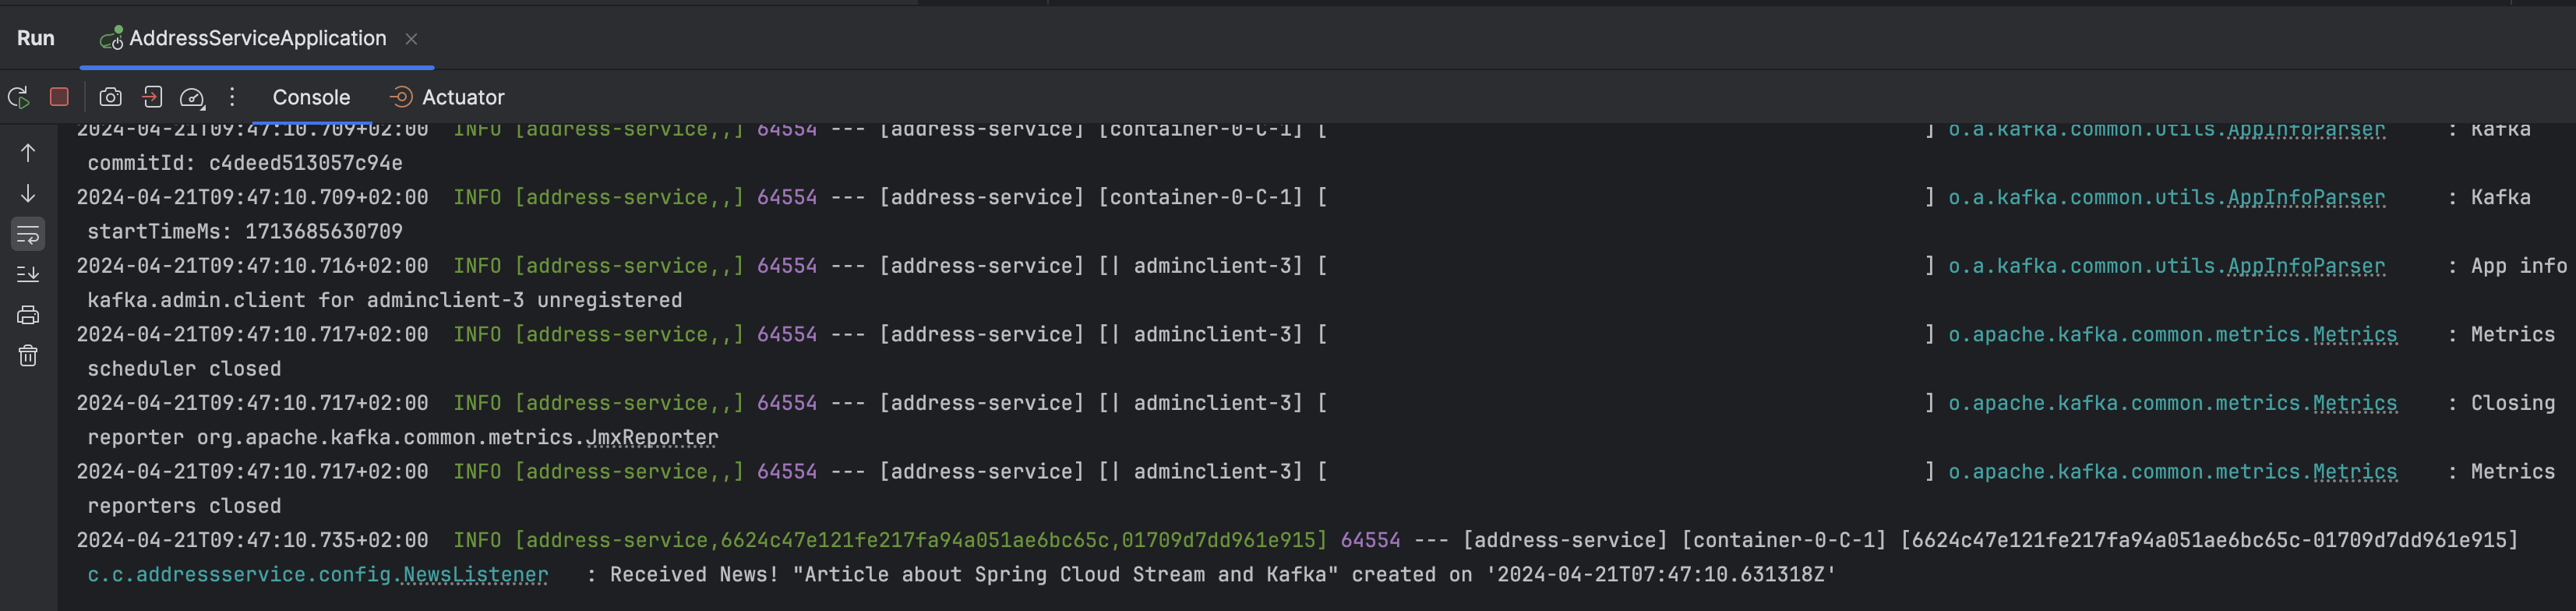 Run AddressServiceApplication
Console Actuator
2024-04-21T09:47:10.709+02:00  INFO [address-service,,] 64554 --- [address-service] [container-0-C-1] [                                                 ] o.a.kafka.common.utils.AppInfoParser     : Kafka
commitId: c4deed513057c94e
2024-04-21T09:47:10.709+02:00  INFO [address-service,,] 64554 --- [address-service] [container-0-C-1] [                                                 ] o.a.kafka.common.utils.AppInfoParser     : Kafka
startTimeMs: 1713685630709
2024-04-21T09:47:10.716+02:00  INFO [address-service,,] 64554 --- [address-service] [| adminclient-3] [                                                 ] o.a.kafka.common.utils.AppInfoParser     : App info
kafka.admin.client for adminclient-3 unregistered
2024-04-21T09:47:10.717+02:00  INFO [address-service,,] 64554 --- [address-service] [| adminclient-3] [                                                 ] o.apache.kafka.common.metrics.Metrics    : Metrics
scheduler closed
2024-04-21T09:47:10.717+02:00  INFO [address-service,,] 64554 --- [address-service] [| adminclient-3] [                                                 ] o.apache.kafka.common.metrics.Metrics    : Closing
reporter org.apache.kafka.common.metrics.JmxReporter
2024-04-21T09:47:10.717+02:00  INFO [address-service,,] 64554 --- [address-service] [| adminclient-3] [                                                 ] o.apache.kafka.common.metrics.Metrics    : Metrics
reporters closed
2024-04-21T09:47:10.735+02:00  INFO [address-service,6624c47e121fe217fa94a051ae6bc65c,01709d7dd961e915] 64554 --- [address-service] [container-0-C-1] [6624c47e121fe217fa94a051ae6bc65c-01709d7dd961e915]
c.c.addressservice.config.NewsListener   : Received News! "Article about Spring Cloud Stream and Kafka" created on '2024-04-21T07:47:10.631318Z'